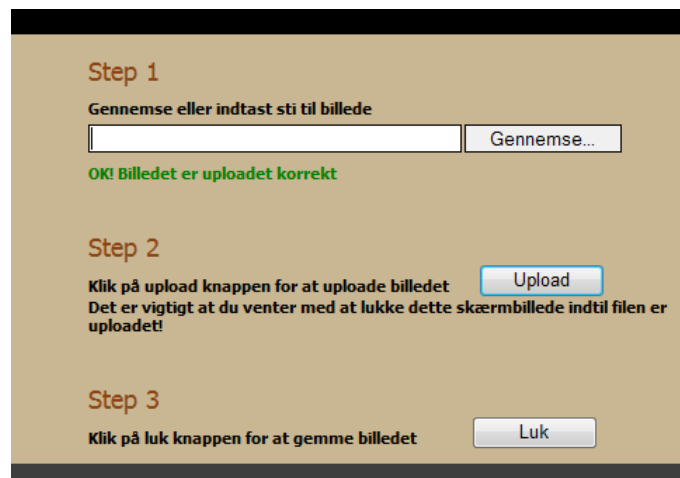 Step 1
Gennemse eller indtast sti til billede
Gennemse...
OK! Billedet er uploadet korrekt
Step 2
Klik på upload knappen for at uploade billedet
Upload
Det er vigtigt at du venter med at lukke dette skærmbillede indtil filen er
uploadet!
Step 3
Klik på luk knappen for at gemme billedet
Luk